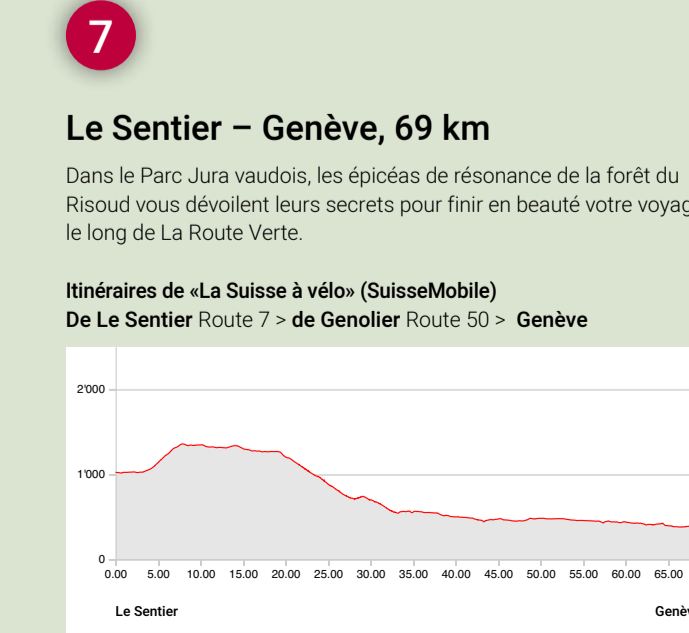 7
Le Sentier – Genève, 69 km
Dans le Parc Jura vaudois, les épicéas de résonance de la forêt du
Risoud vous dévoilent leurs secrets pour finir en beauté votre voyag
le long de La Route Verte.
Itinéraires de «La Suisse à vélo» (SuisseMobile)
De Le Sentier Route 7 > de Genolier Route 50 > Genève
2'000
1'000
0
0.00 5.00 10.00 15.00 20.00 25.00 30.00 35.00 40.00 45.00 50.00 55.00 60.00 65.00
Le Sentier Genèv